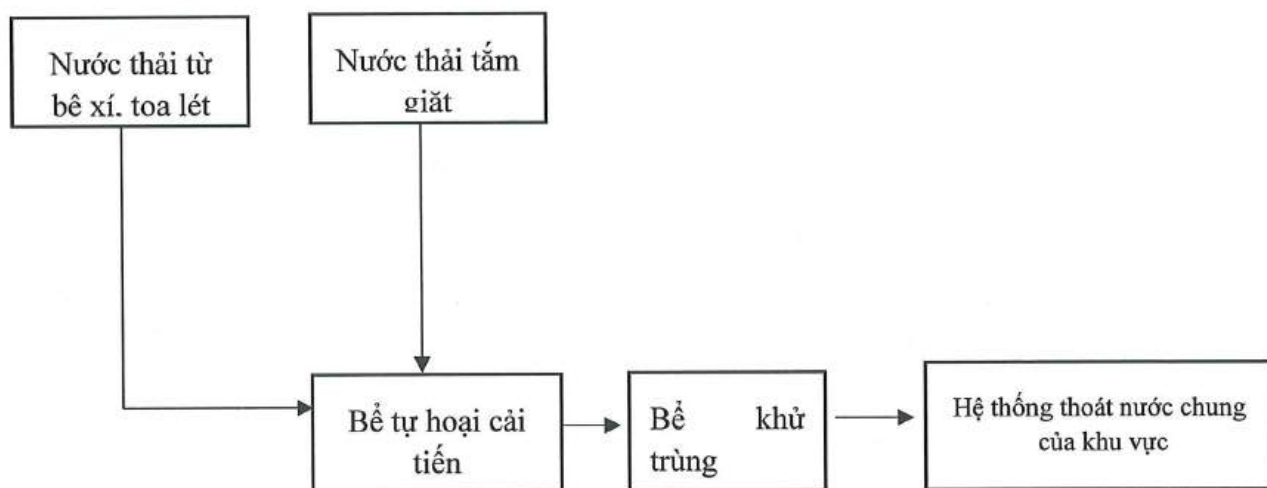 Nước thải từ
bê xí, toa lét
Nước thải tắm
giặt
Bể tự hoại cải
tiến
Bể khử
trùng
Hệ thống thoát nước chung
của khu vực